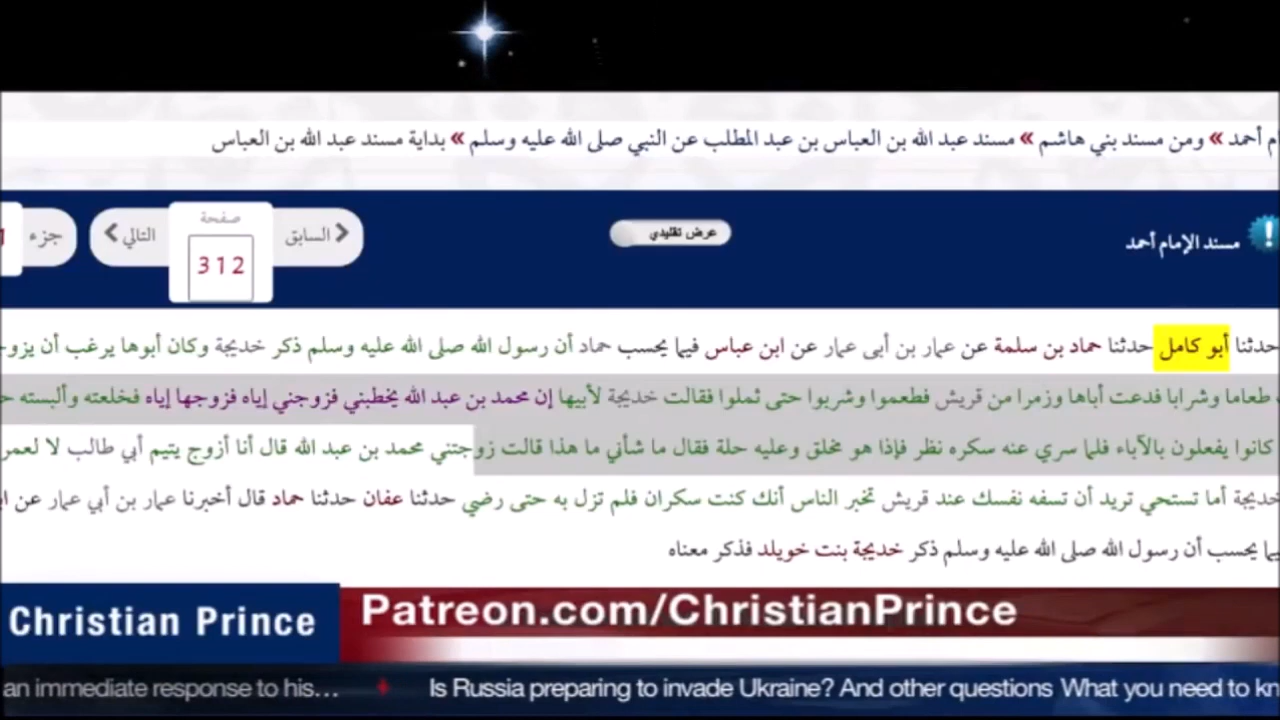 أحمد » ومن مسند بني هاشم » مسند عبد الله بن العباس بن عبد المطلب عن النبي صلى الله عليه وسلم » بداية مسند عبد الله بن العباس
مسند الإمام أحمد
عرض تقليدي
السابق
صفحة
312
التالي
جزء
حدثنا أبو كامل حدثنا حماد بن سلمة عن عمار بن أبي عمار عن ابن عباس فيما يحسب حماد أن رسول الله صلى الله عليه وسلم ذكر خديجة وكان أبوها يرغب أن
طعاما وشرابا فدعت أباها وزمرا من قريش فطعموا وشربوا حتى ثملوا فقالت خديجة لأبيها إن محمد بن عبد الله يخطبني فزوجني إياه فزوجها إياه فخلعته وألبسته
كانوا يفعلون بالآباء فلما سري عنه سكره نظر فإذا هو مخلق وعليه حلة فقال ما شأني ما هذا قالت زوجتني محمد بن عبد الله قال أنا أزوج يتيم أبي طالب لا
خديجة أما تستحي تريد أن تسفه نفسك عند قريش تخبر الناس أنك كنت سكران فلم تزل به حتى رضي حدثنا عفان حدثنا حماد قال أخبرنا عمار بن أبي عمار عن
يحسب أن رسول الله صلى الله عليه وسلم ذكر خديجة بنت خويلد فذكر معناه
Christian Prince
Patreon.com/ChristianPrince
an immediate response to his... Is Russia preparing to invade Ukraine? And other questions What you need to